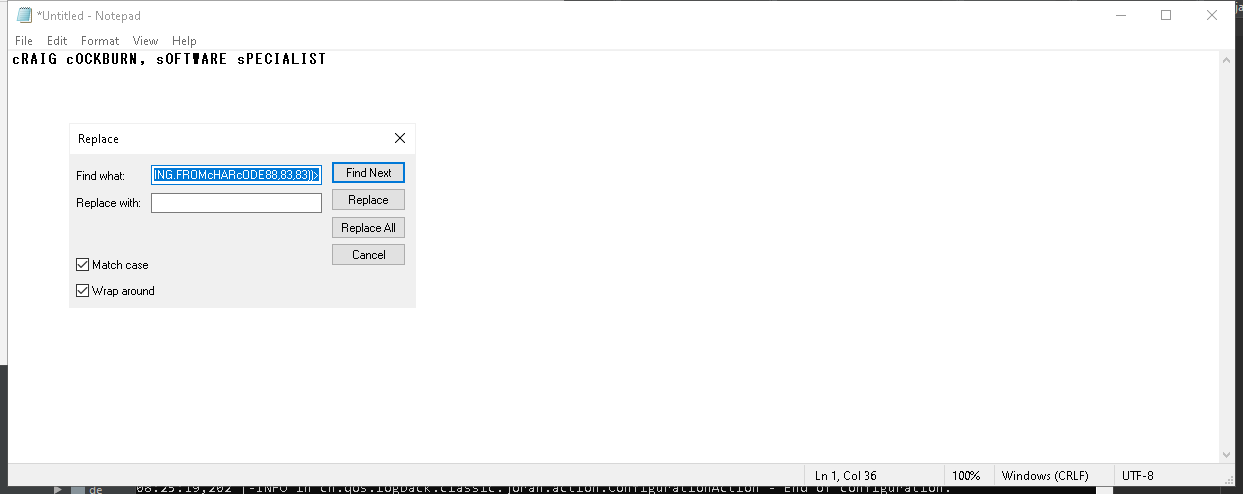 *Untitled - Notepad
File Edit Format View Help
cRAIG cOCKBURN, sOFTWARE sPECIALIST
Replace
Find what: ING.FROMcHARcODE88,83,83))> Find Next
Replace with: Replace
Replace All
Cancel
Match case
Wrap around
Ln 1, Col 36 100% Windows (CRLF) UTF-8
de 08:25:19,202 |-INFO in ch.qos.logback.classic.joran.action.ConfigurationAction - End of configuration.